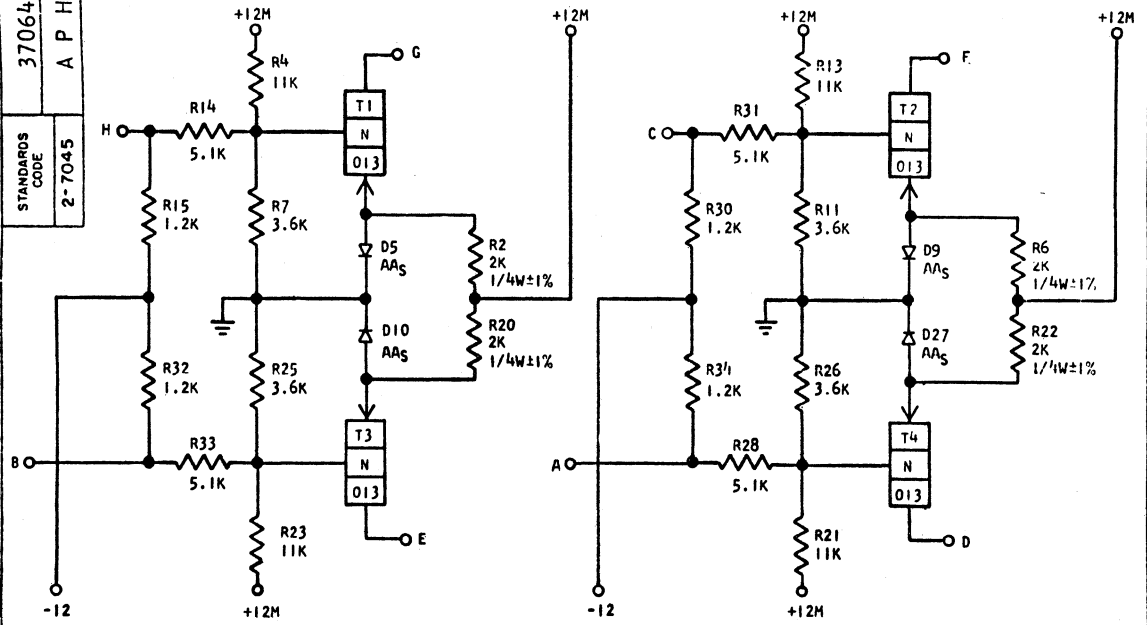 37064
A P H
STANDARDS
CODE
2-7045
+12M
+12M
+12M
+12M
G
R4
11K
R14
5.1K
H
T1
N
013
R15
1.2K
R7
3.6K
D5
AAS
R2
2K
1/4W±1%
D10
AAS
R20
2K
1/4W±1%
R32
1.2K
R25
3.6K
B
R33
5.1K
T3
N
013
E
R23
11K
-12
+12M
F
R13
11K
R31
5.1K
C
T2
N
013
R30
1.2K
R11
3.6K
D9
AAS
R6
2K
1/4W±1%
D27
AAS
R22
2K
1/4W±1%
R34
1.2K
R26
3.6K
A
R28
5.1K
T4
N
013
D
R21
11K
-12
+12M